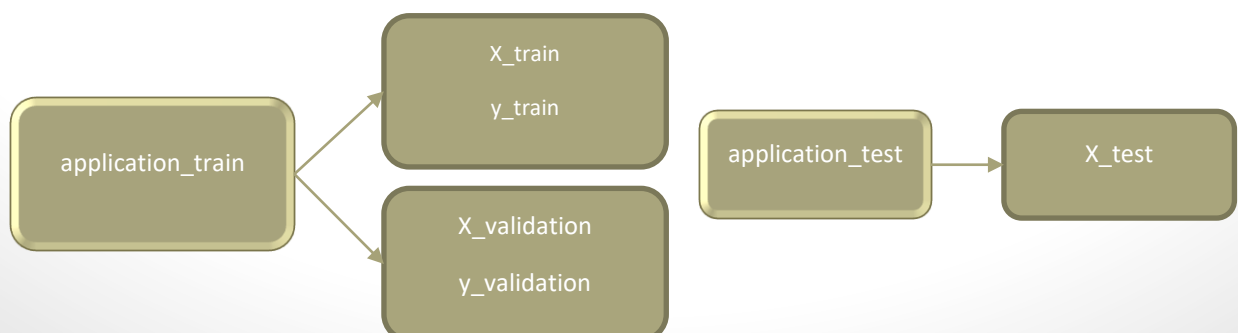 application_train
X_train
y_train
X_validation
y_validation
application_test
X_test